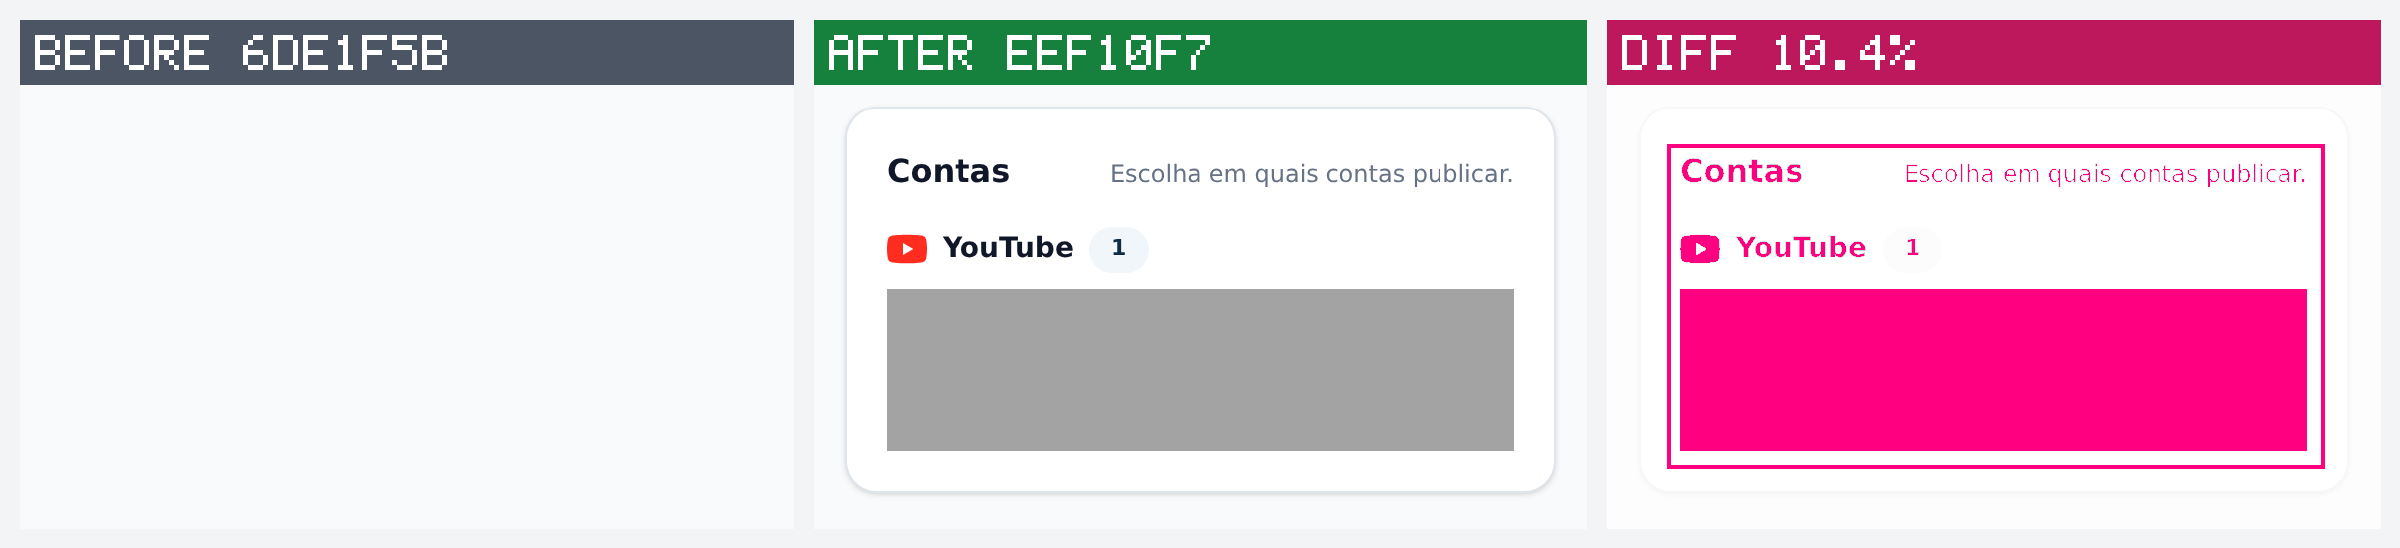 BEFORE 6DE1F5B
AFTER EEF10F7
Contas
Escolha em quais contas publicar.
YouTube 1
DIFF 10.4%
Contas
Escolha em quais contas publicar.
YouTube 1